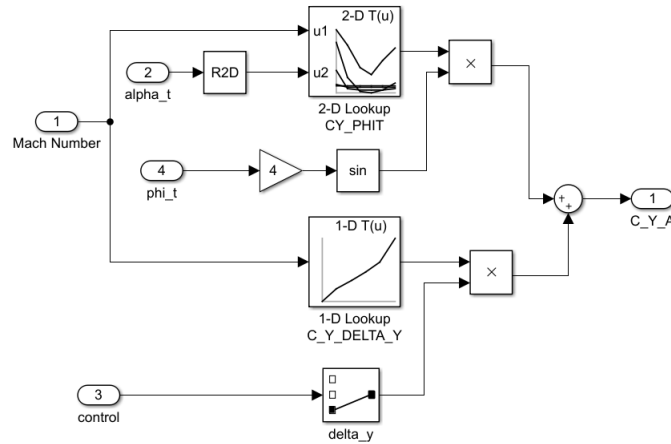 2-D T(u)
u1
u2
2-D Lookup
CY_PHIT
2
alpha_t
R2D
×
1
Mach Number
4
phi_t
4
sin
1
C_Y_A
+
+
1-D T(u)
1-D Lookup
C_Y_DELTA_Y
×
3
control
delta_y